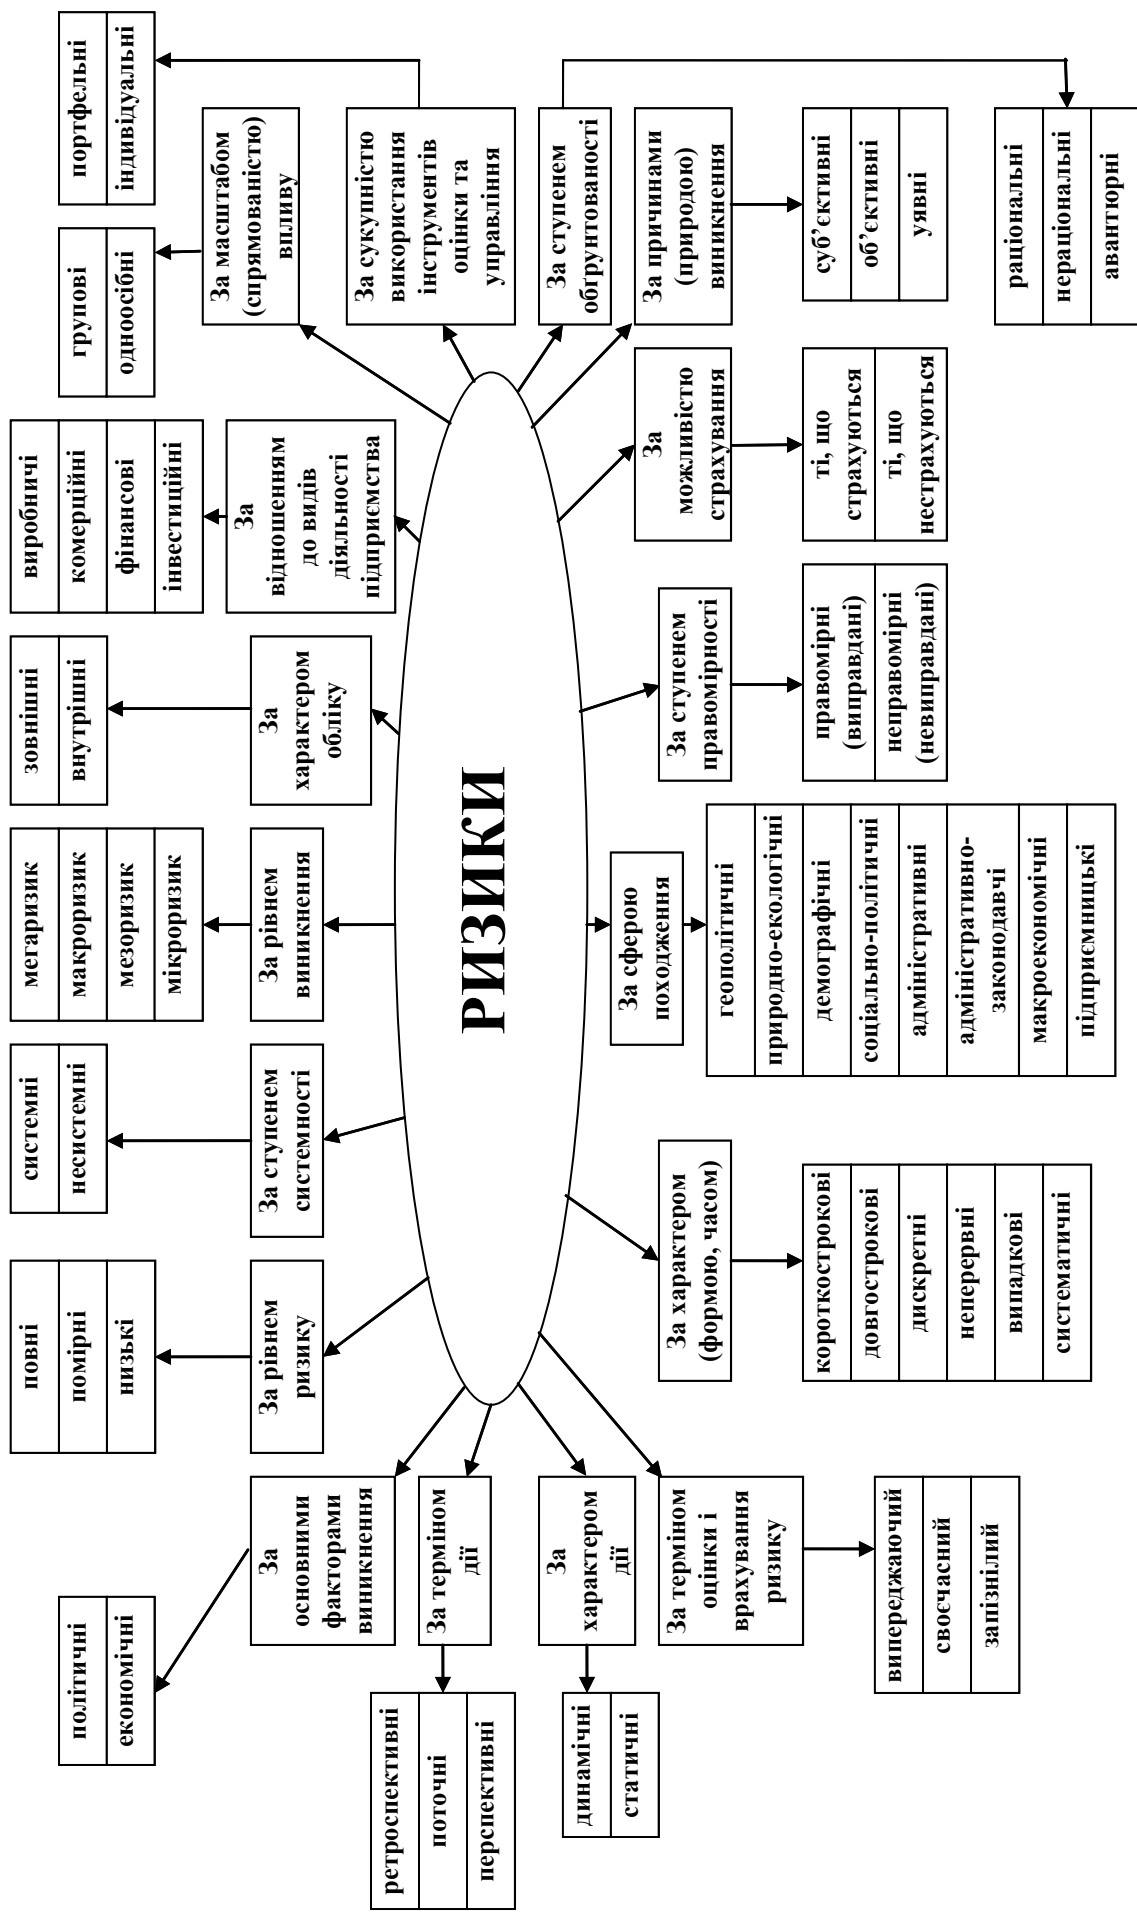 політичні
економічні
повні
помірні
низькі
системні
несистемні
мегаризик
макроризик
мезоризик
мікроризик
зовнішні
внутрішні
виробничі
комерційні
фінансові
інвестиційні
групові
одноосібні
портфельні
індивідуальні
За
основними
факторами
виникнення
За рівнем
ризику
За ступенем
системності
За рівнем
виникнення
За
характером
обліку
За
відношенням
до видів
діяльності
підприємства
За масштабом
(спрямованістю)
впливу
За сукупністю
використання
інструментів
оцінки та
управління
ретроспективні
поточні
перспективні
За терміном
дії
РИЗИКИ
За ступенем
обґрунтованості
динамічні
статичні
За
характером
дії
За терміном
оцінки і
врахування
ризику
За характером
(формою, часом)
За сферою
походження
За ступенем
правомірності
За
можливістю
страхування
За причинами
(природою)
виникнення
випереджаючий
своєчасний
запізнілий
короткострокові
довгострокові
дискретні
неперервні
випадкові
систематичні
геополітичні
природно-екологічні
демографічні
соціально-політичні
адміністративні
адміністративно-
законодавчі
макроекономічні
підприємницькі
правомірні
(виправдані)
неправомірні
(невиправдані)
ті, що
страхуються
ті, що
нестрахуються
суб’єктивні
об’єктивні
уявні
раціональні
нераціональні
авантюрні